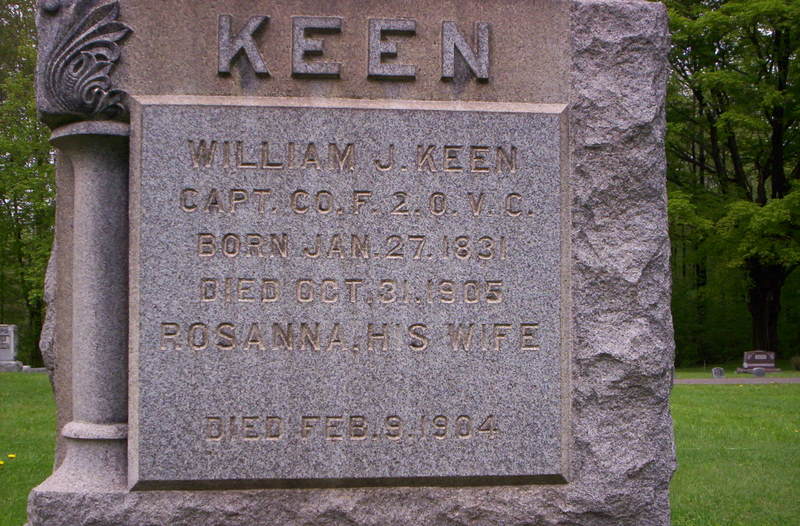 KEEN
WILLIAM J. KEEN
CAPT. CO. F. 2. O. V. C.
BORN JAN. 27. 1831
DIED OCT. 31. 1905
ROSANNA, HIS WIFE
DIED FEB. 9. 1904